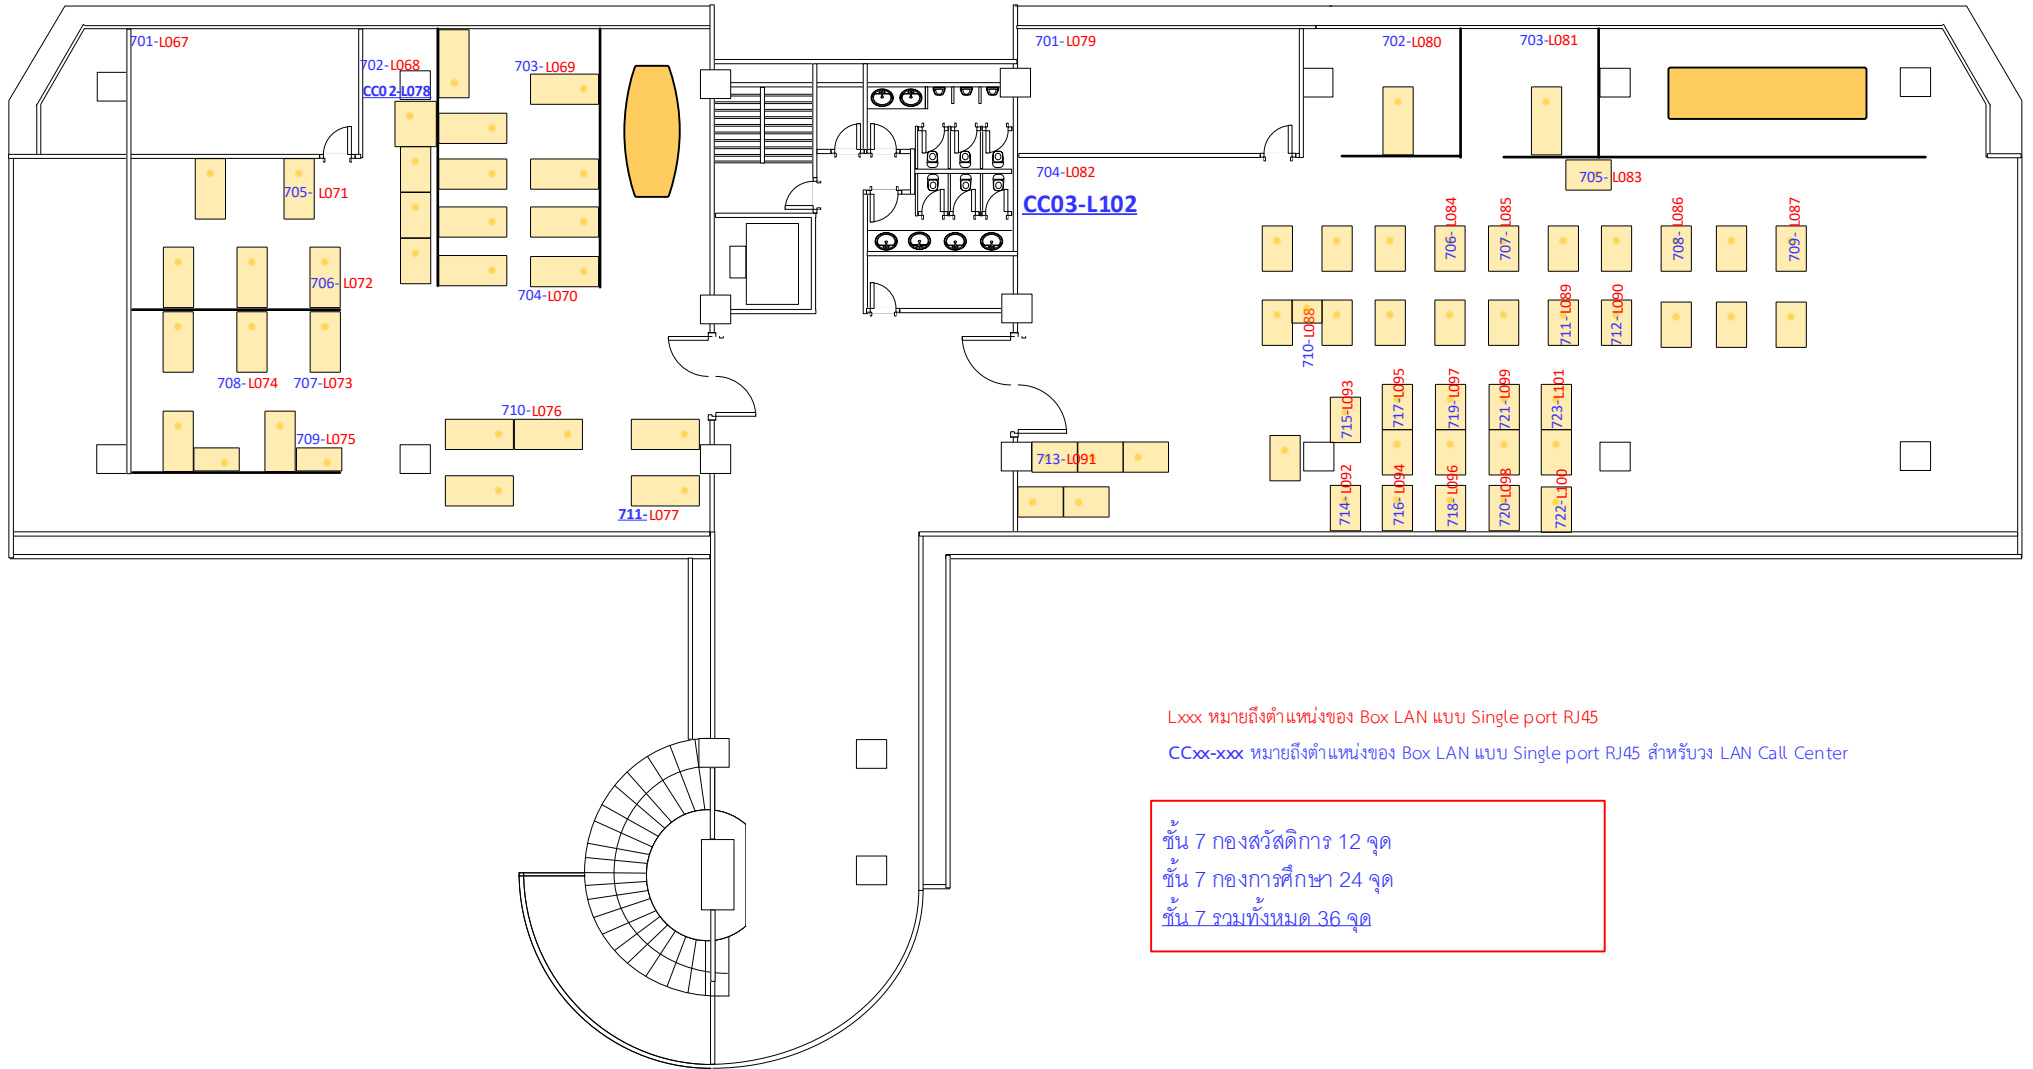 701-L067
702-L068
CC02-L078
703-L069
701-L079
702-L080
703-L081
705- L071
704-L082
CC03-L102
705-L083
706-L084
707-L085
708-L086
709-L087
706-L072
704-L070
710-L088
711-L089
712-L090
708-L074
707-L073
715-L093
717-L095
719-L097
721-L099
723-L101
710-L076
709-L075
713-L091
714-L092
716-L094
718-L096
720-L098
722-L100
711-L077
Lxxx หมายถึงตำแหน่งของ Box LAN แบบ Single port RJ45
CCxx-xxx หมายถึงตำแหน่งของ Box LAN แบบ Single port RJ45 สำหรับวง LAN Call Center
ชั้น 7 กองสวัสดิการ 12 จุด
ชั้น 7 กองการศึกษา 24 จุด
ชั้น 7 รวมทั้งหมด 36 จุด